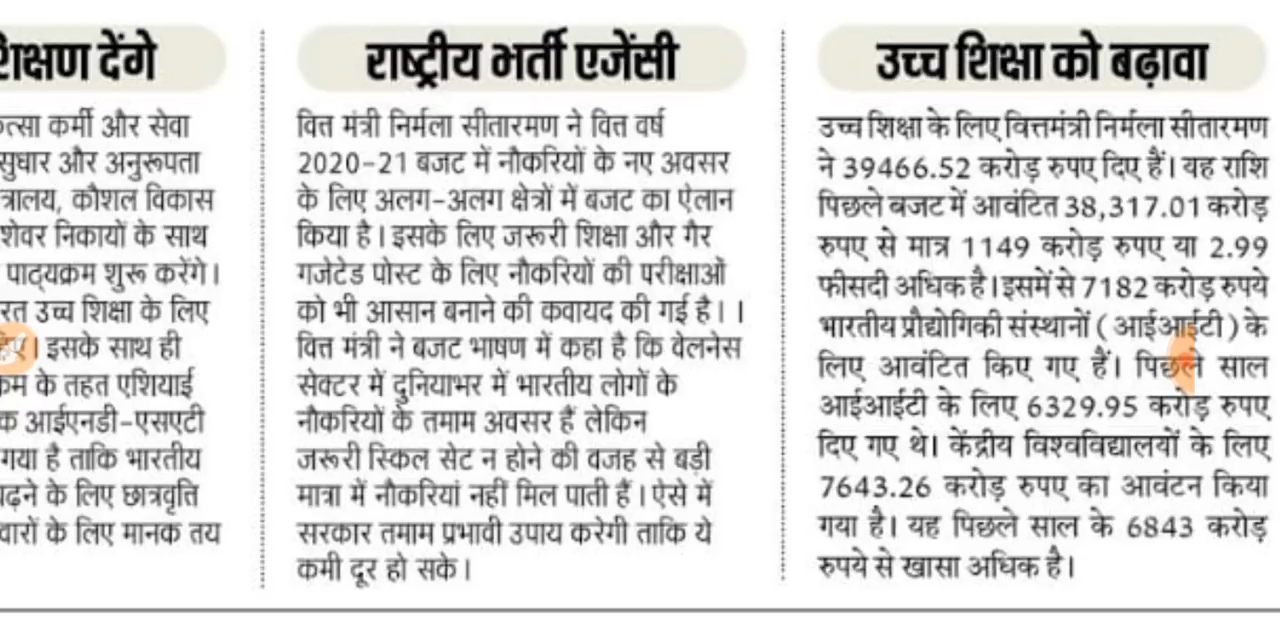 शिक्षण देंगे
कर्मी और सेवा
सुधार और अनुरूपता
कौशल विकास
निकायों के साथ
पाठ्यक्रम शुरू करेंगे।
उच्च शिक्षा के लिए
इसके साथ ही
के तहत एशियाई
आईएनडी-एसएटी
गया है ताकि भारतीय
के लिए छात्रवृत्ति
के लिए मानक तय
राष्ट्रीय भर्ती एजेंसी
वित्त मंत्री निर्मला सीतारमण ने वित्त वर्ष
2020-21 बजट में नौकरियों के नए अवसर
के लिए अलग-अलग क्षेत्रों में बजट का ऐलान
किया है। इसके लिए जरूरी शिक्षा और गैर
गजेटेड पोस्ट के लिए नौकरियों की परीक्षाओं
को भी आसान बनाने की कवायद की गई है। ।
वित्त मंत्री ने बजट भाषण में कहा है कि वेलनेस
सेक्टर में दुनियाभर में भारतीय लोगों के
नौकरियों के तमाम अवसर हैं लेकिन
जरूरी स्किल सेट न होने की वजह से बड़ी
मात्रा में नौकरियां नहीं मिल पाती हैं। ऐसे में
सरकार तमाम प्रभावी उपाय करेगी ताकि ये
कमी दूर हो सके।
उच्च शिक्षा को बढ़ावा
उच्च शिक्षा के लिए वित्तमंत्री निर्मला सीतारमण
ने 39466.52 करोड़ रुपए दिए हैं। यह राशि
पिछले बजट में आवंटित 38,317.01 करोड़
रुपए से मात्र 1149 करोड़ रुपए या 2.99
फीसदी अधिक है। इसमें से 7182 करोड़ रुपये
भारतीय प्रौद्योगिकी संस्थानों (आईआईटी) के
लिए आवंटित किए गए हैं। पिछले साल
आईआईटी के लिए 6329.95 करोड़ रुपए
दिए गए थे। केंद्रीय विश्वविद्यालयों के लिए
7643.26 करोड़ रुपए का आवंटन किया
गया है। यह पिछले साल के 6843 करोड़
रुपये से खासा अधिक है।